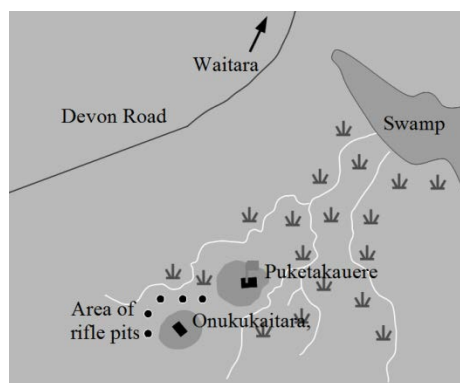 Waitara
Devon Road
Swamp
Puketakauere
Area of
rifle pits
Onukukaitara,